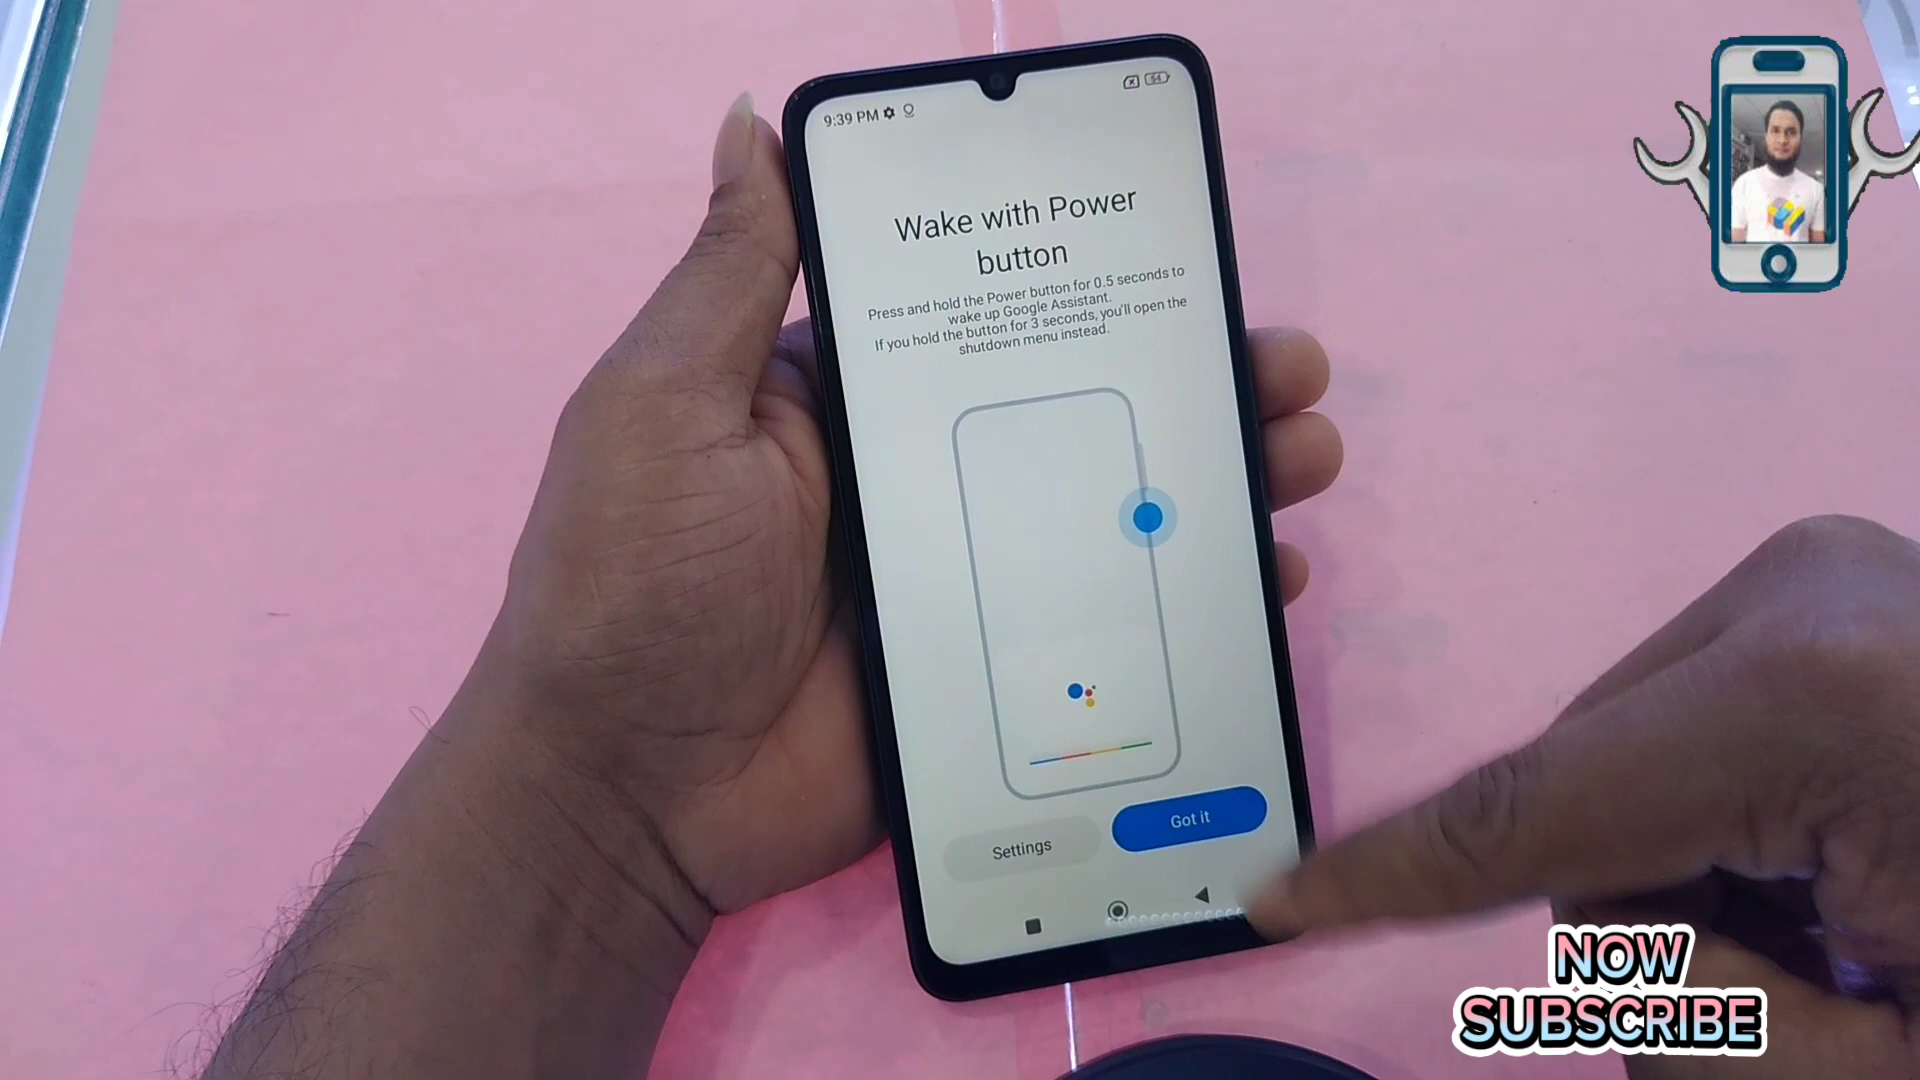 9:39 PM
54
Wake with Power
button
Press and hold the Power button for 0.5 seconds to
wake up Google Assistant.
If you hold the button for 3 seconds, you'll open the
shutdown menu instead.
Settings
Got it
NOW
SUBSCRIBE